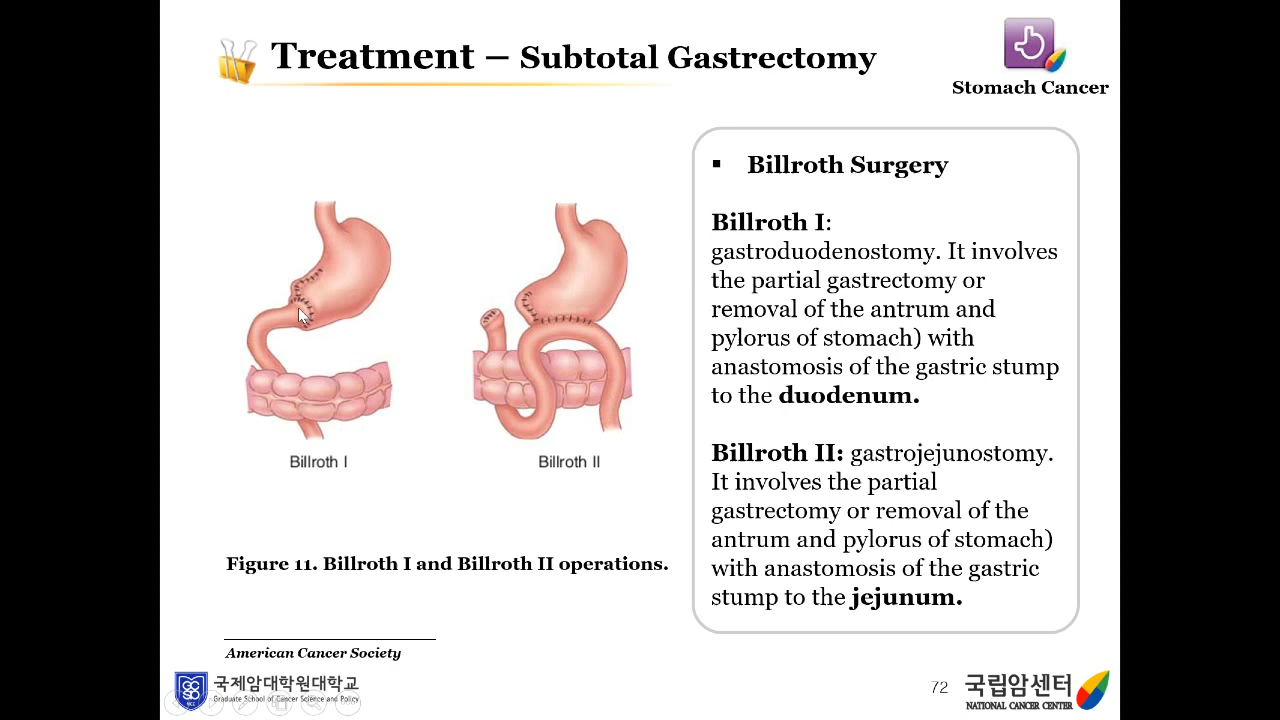 Treatment – Subtotal Gastrectomy
Stomach Cancer
▪ Billroth Surgery
Billroth I:
gastroduodenostomy. It involves
the partial gastrectomy or
removal of the antrum and
pylorus of stomach) with
anastomosis of the gastric stump
to the duodenum.
Billroth II: gastrojejunostomy.
It involves the partial
gastrectomy or removal of the
antrum and pylorus of stomach)
with anastomosis of the gastric
stump to the jejunum.
Billroth I
Billroth II
Figure 11. Billroth I and Billroth II operations.
American Cancer Society
국제암대학원대학교
Graduate School of Cancer Science and Policy
72
국립암센터
NATIONAL CANCER CENTER